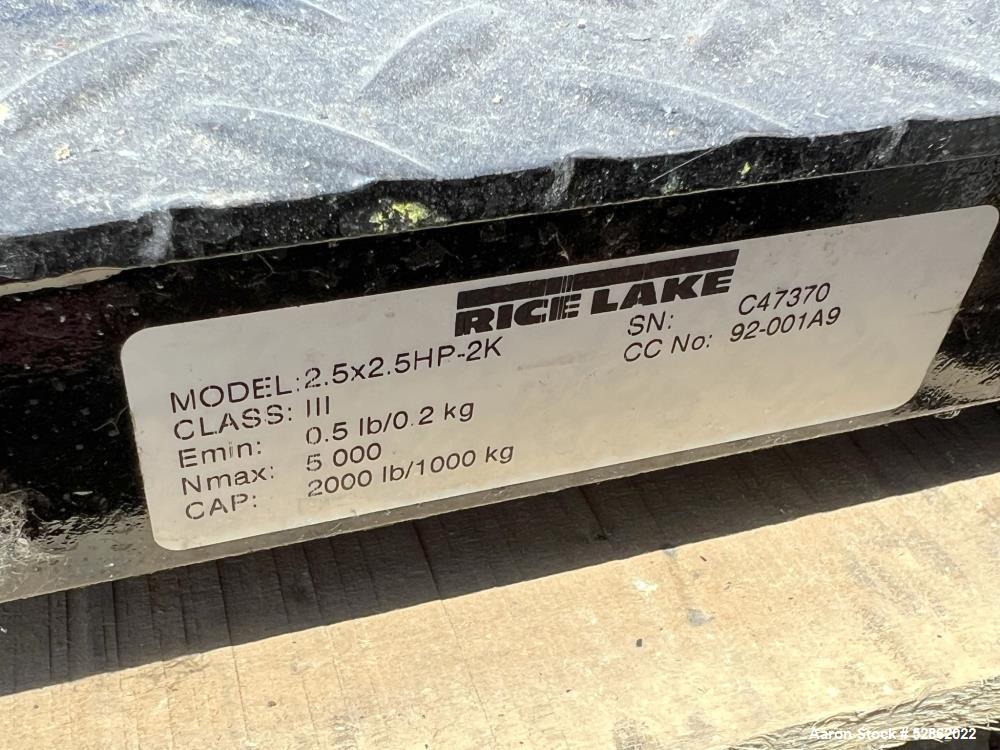 RICE LAKE
MODEL: 2.5x2.5HP-2K
SN: C47370
CLASS: III
CC No: 92-001A9
Emin: 0.5 lb/0.2 kg
Nmax: 5 000
CAP: 2000 lb/1000 kg
Aaron Stock # 52862022